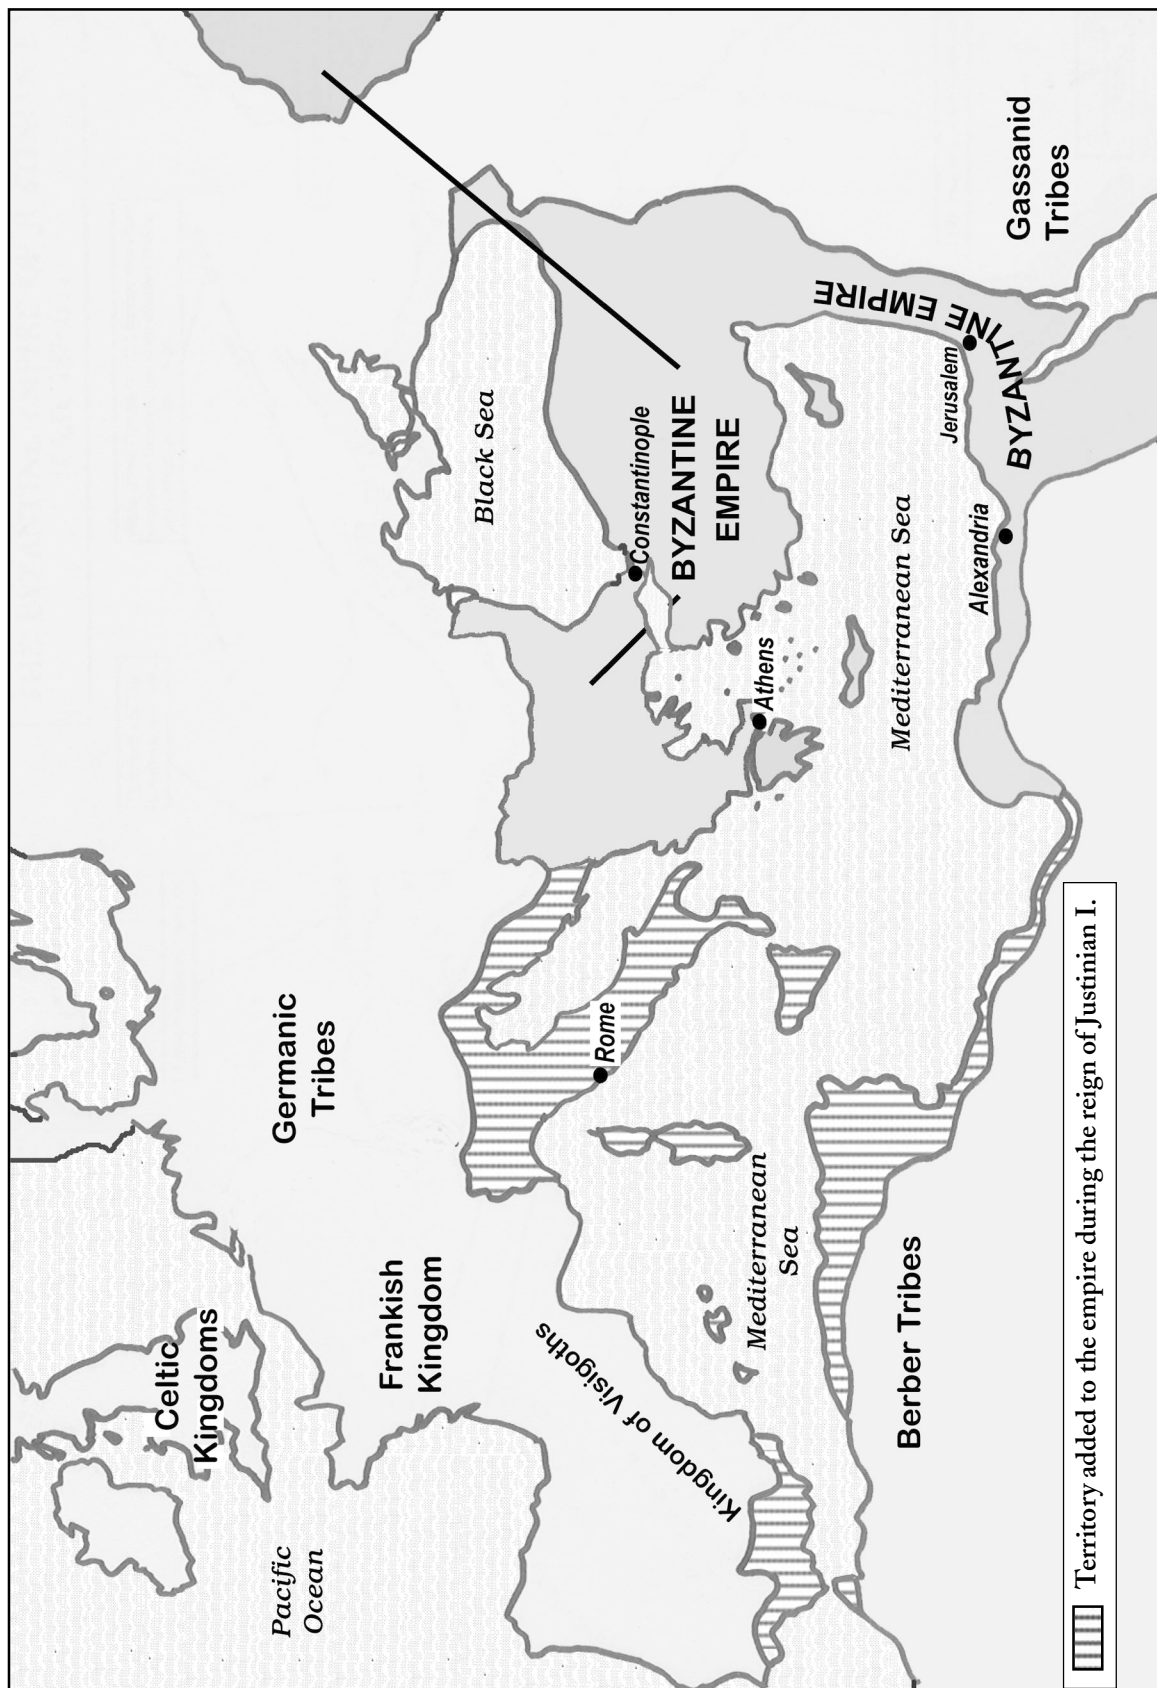 Celtic
Kingdoms
Pacific
Ocean
Germanic
Tribes
Frankish
Kingdom
Kingdom of Visigoths
Rome
Mediterranean
Sea
Berber Tribes
Black Sea
Constantinople
BYZANTINE
EMPIRE
Athens
Mediterranean Sea
Alexandria
Jerusalem
BYZANTINE EMPIRE
Gassanid
Tribes
Territory added to the empire during the reign of Justinian I.